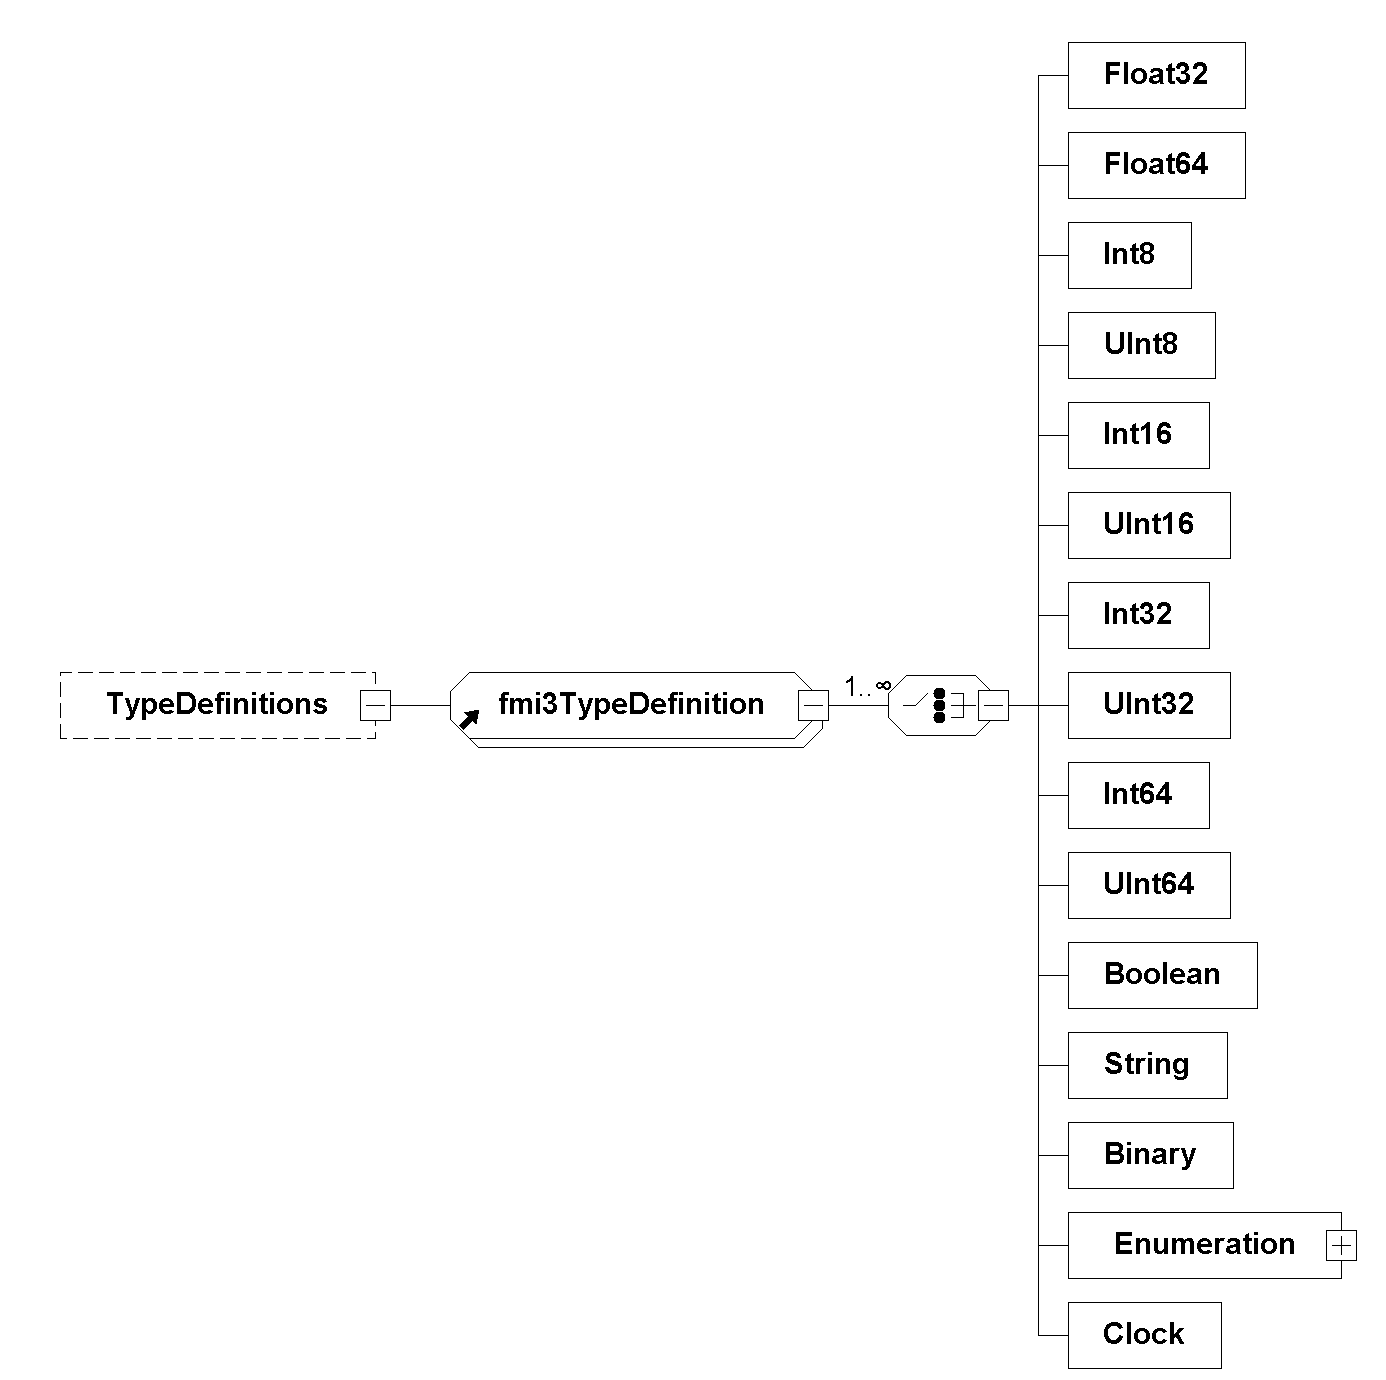 Float32
Float64
Int8
UInt8
Int16
UInt16
Int32
TypeDefinitions
fmi3TypeDefinition
1..∞
UInt32
Int64
UInt64
Boolean
String
Binary
Enumeration
Clock